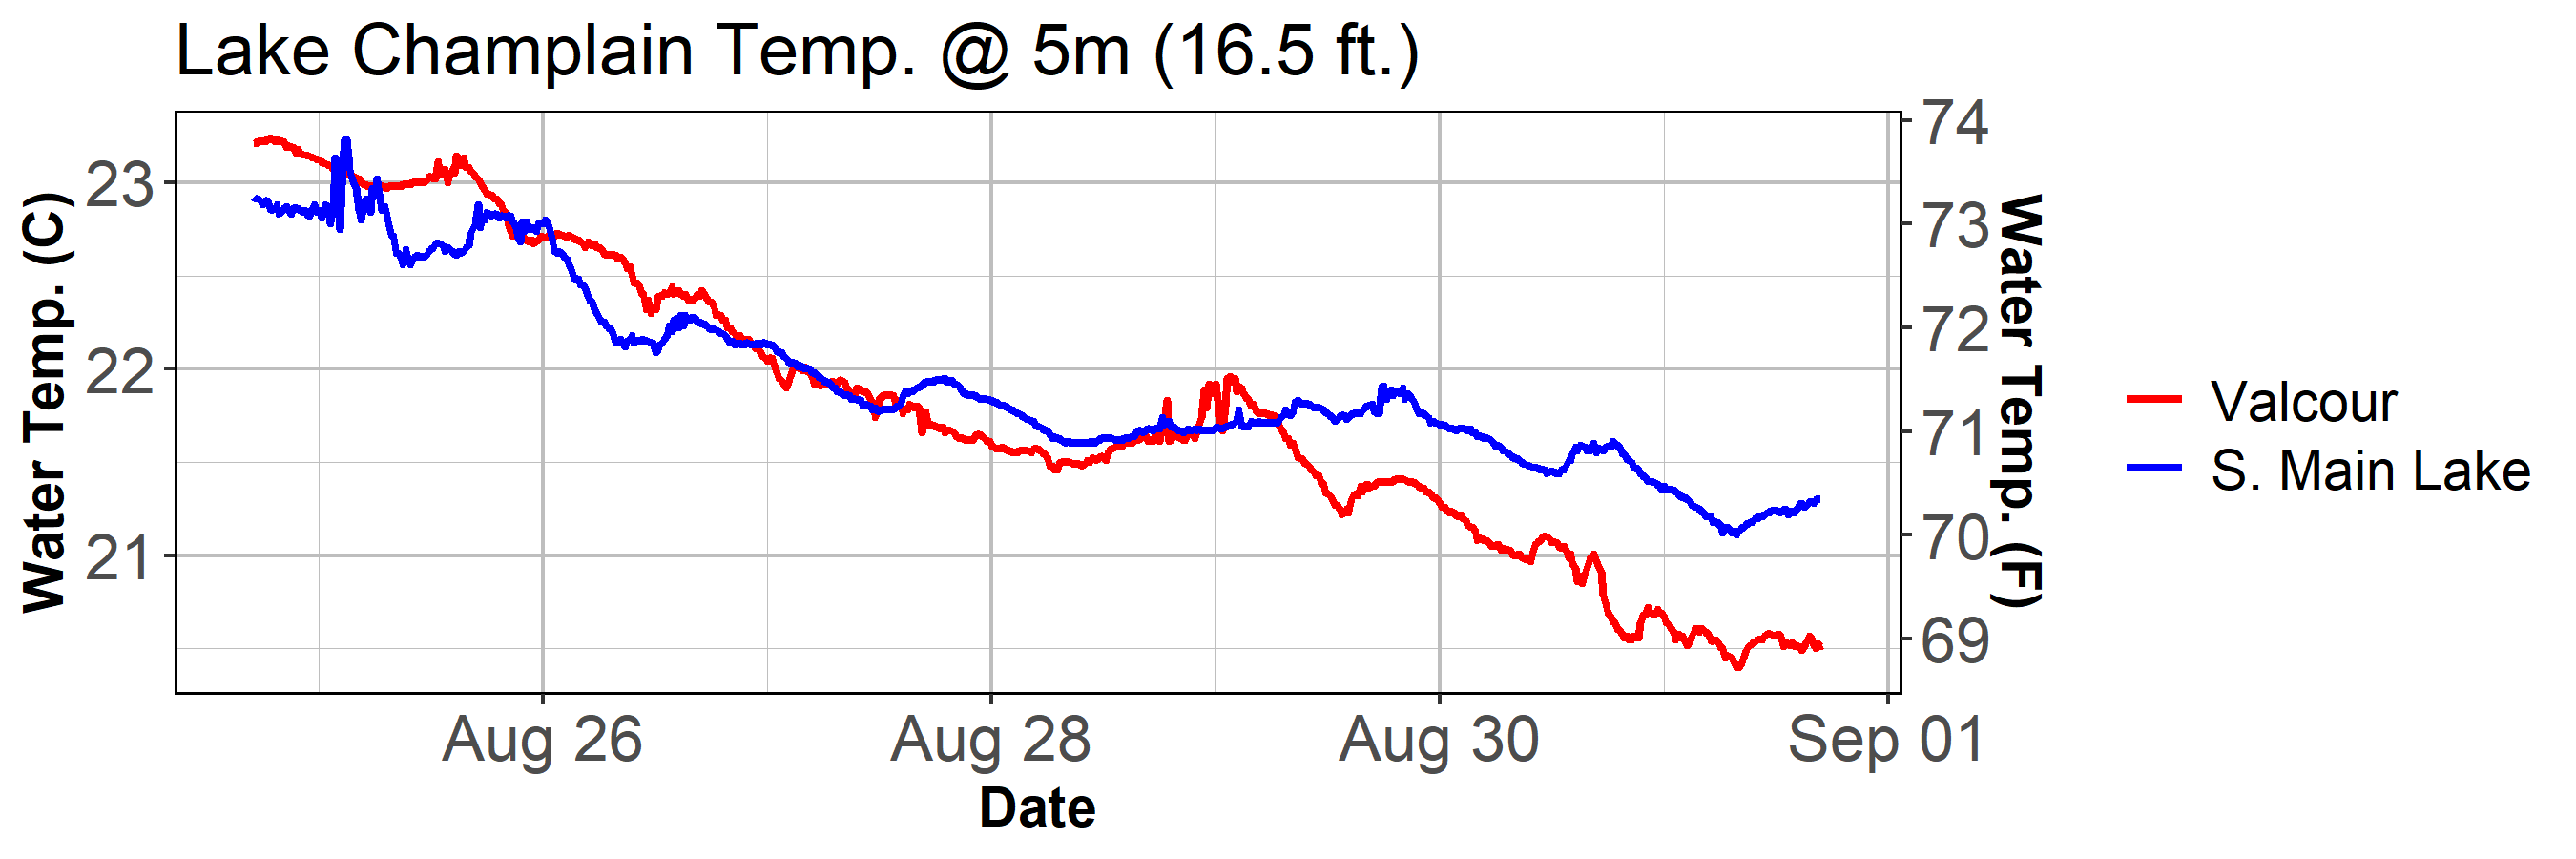 Lake Champlain Temp. @ 5m (16.5 ft.)
Water Temp. (C)
23
22
21
74
73
72
71
70
69
Water Temp. (F)
Aug 26
Aug 28
Aug 30
Sep 01
Date
Valcour
S. Main Lake